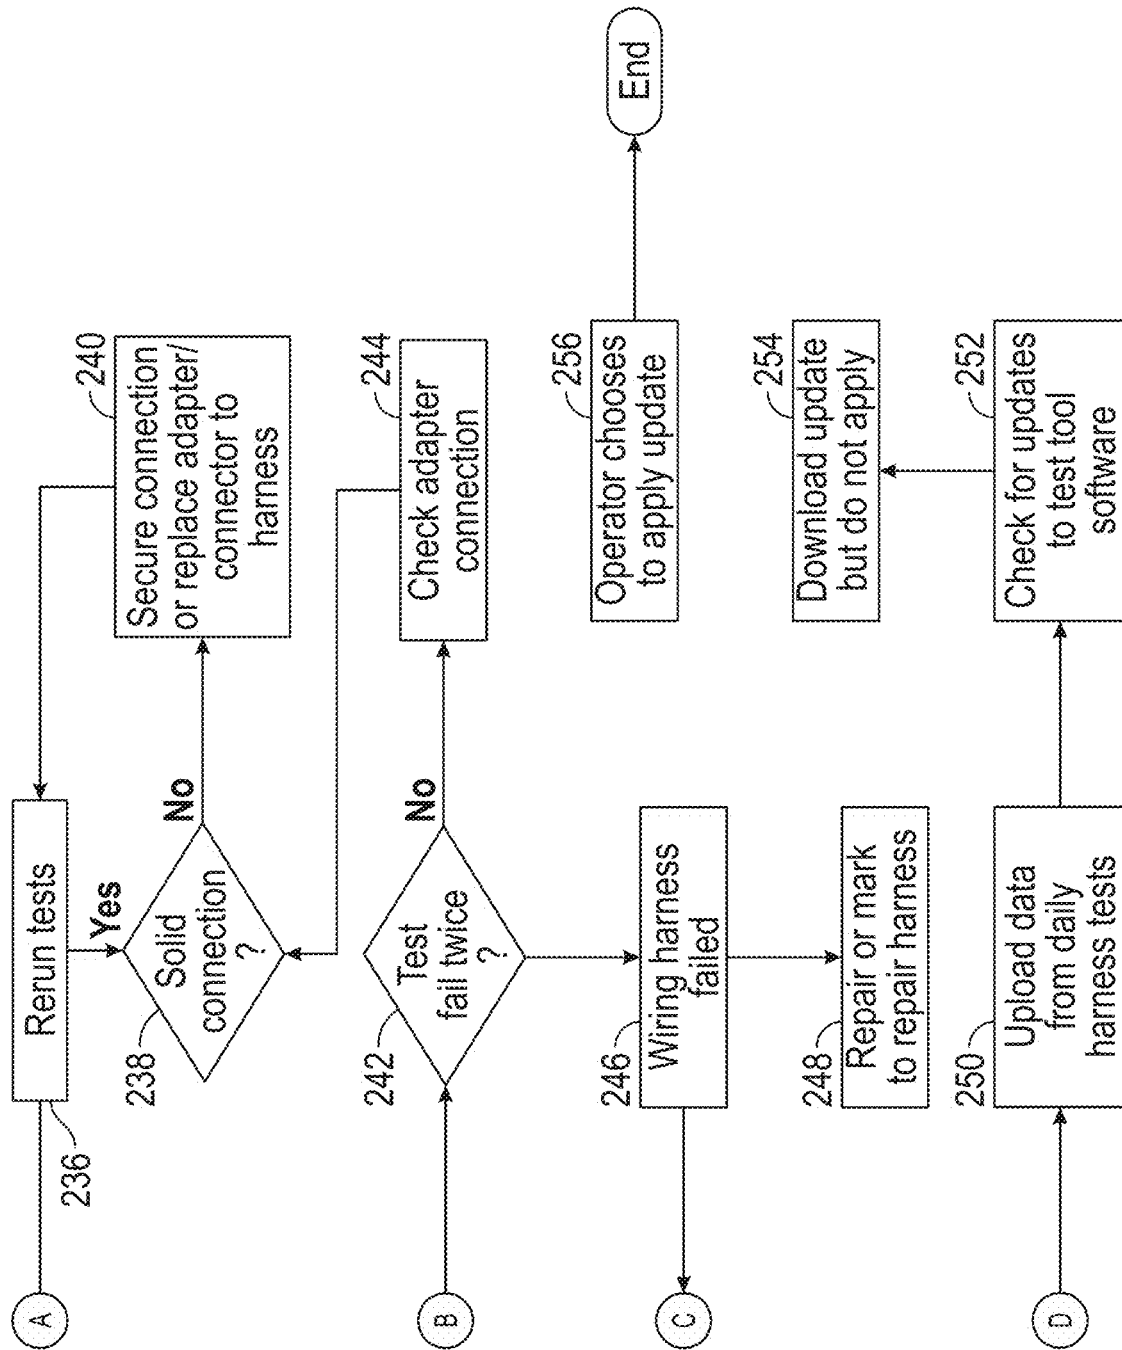 A
236
Rerun tests
Yes
238
Solid
connection
?
No
240
Secure connection
or replace adapter/
connector to
harness
B
242
Test
fail twice
?
No
244
Check adapter
connection
C
246
Wiring harness
failed
248
Repair or mark
to repair harness
256
Operator chooses
to apply update
End
254
Download update
but do not apply
D
250
Upload data
from daily
harness tests
252
Check for updates
to test tool
software